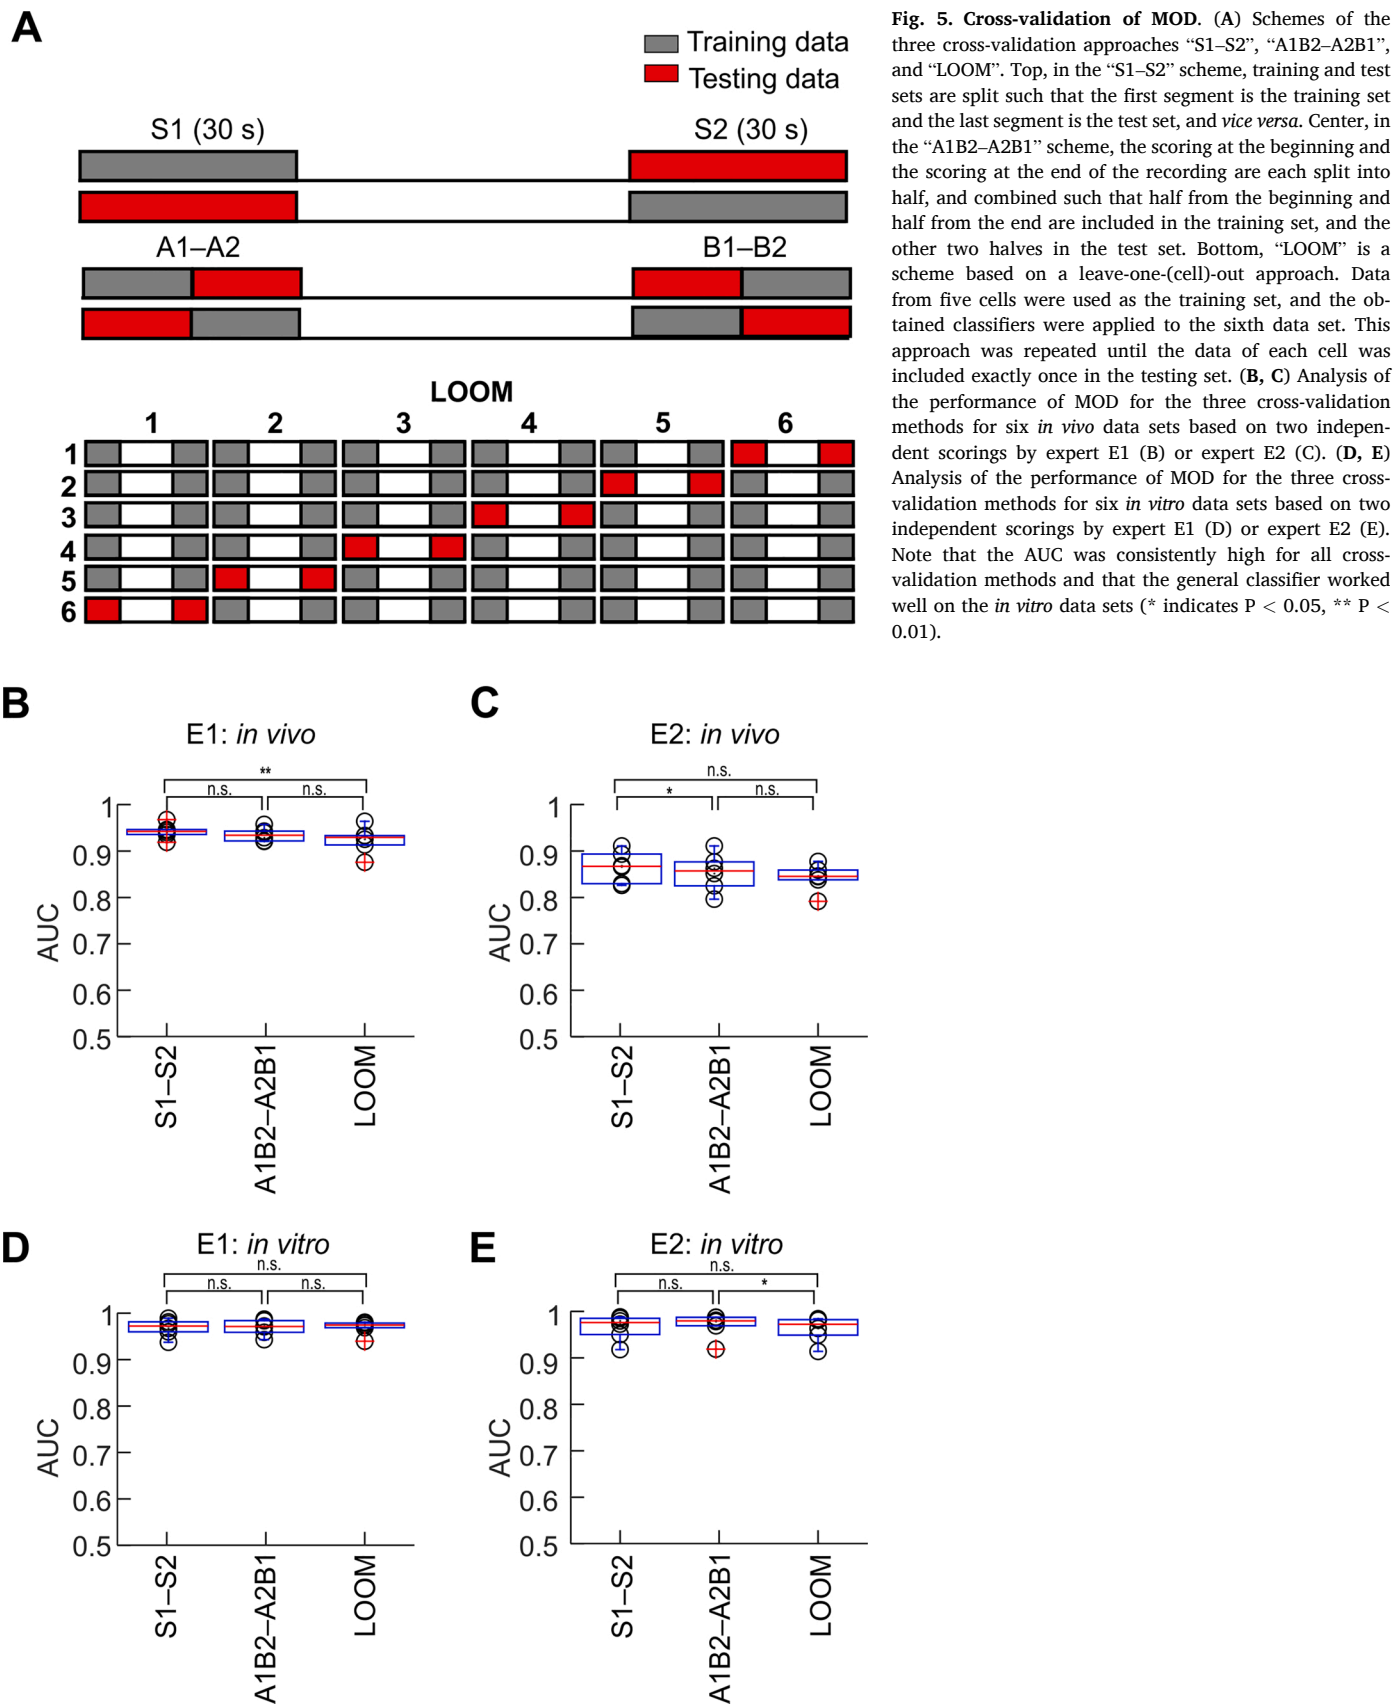 A
Training data
Testing data
S1 (30 s)
S2 (30 s)
A1–A2
B1–B2
LOOM
1 2 3 4 5 6
1
2
3
4
5
6
Fig. 5. Cross-validation of MOD. (A) Schemes of the
three cross-validation approaches “S1–S2”, “A1B2–A2B1”,
and “LOOM”. Top, in the “S1–S2” scheme, training and test
sets are split such that the first segment is the training set
and the last segment is the test set, and vice versa. Center, in
the “A1B2–A2B1” scheme, the scoring at the beginning and
the scoring at the end of the recording are each split into
half, and combined such that half from the beginning and
half from the end are included in the training set, and the
other two halves in the test set. Bottom, “LOOM” is a
scheme based on a leave-one-(cell)-out approach. Data
from five cells were used as the training set, and the ob-
tained classifiers were applied to the sixth data set. This
approach was repeated until the data of each cell was
included exactly once in the testing set. (B, C) Analysis of
the performance of MOD for the three cross-validation
methods for six in vivo data sets based on two indepen-
dent scorings by expert E1 (B) or expert E2 (C). (D, E)
Analysis of the performance of MOD for the three cross-
validation methods for six in vitro data sets based on two
independent scorings by expert E1 (D) or expert E2 (E).
Note that the AUC was consistently high for all cross-
validation methods and that the general classifier worked
well on the in vitro data sets (* indicates P < 0.05, ** P <
0.01).
B
E1: in vivo
**
n.s. n.s.
1
0.9
0.8
0.7
0.6
0.5
AUC
S1–S2
A1B2–A2B1
LOOM
C
E2: in vivo
n.s.
* n.s.
1
0.9
0.8
0.7
0.6
0.5
AUC
S1–S2
A1B2–A2B1
LOOM
D
E1: in vitro
n.s.
n.s. n.s.
1
0.9
0.8
0.7
0.6
0.5
AUC
S1–S2
A1B2–A2B1
LOOM
E
E2: in vitro
n.s.
n.s. *
1
0.9
0.8
0.7
0.6
0.5
AUC
S1–S2
A1B2–A2B1
LOOM